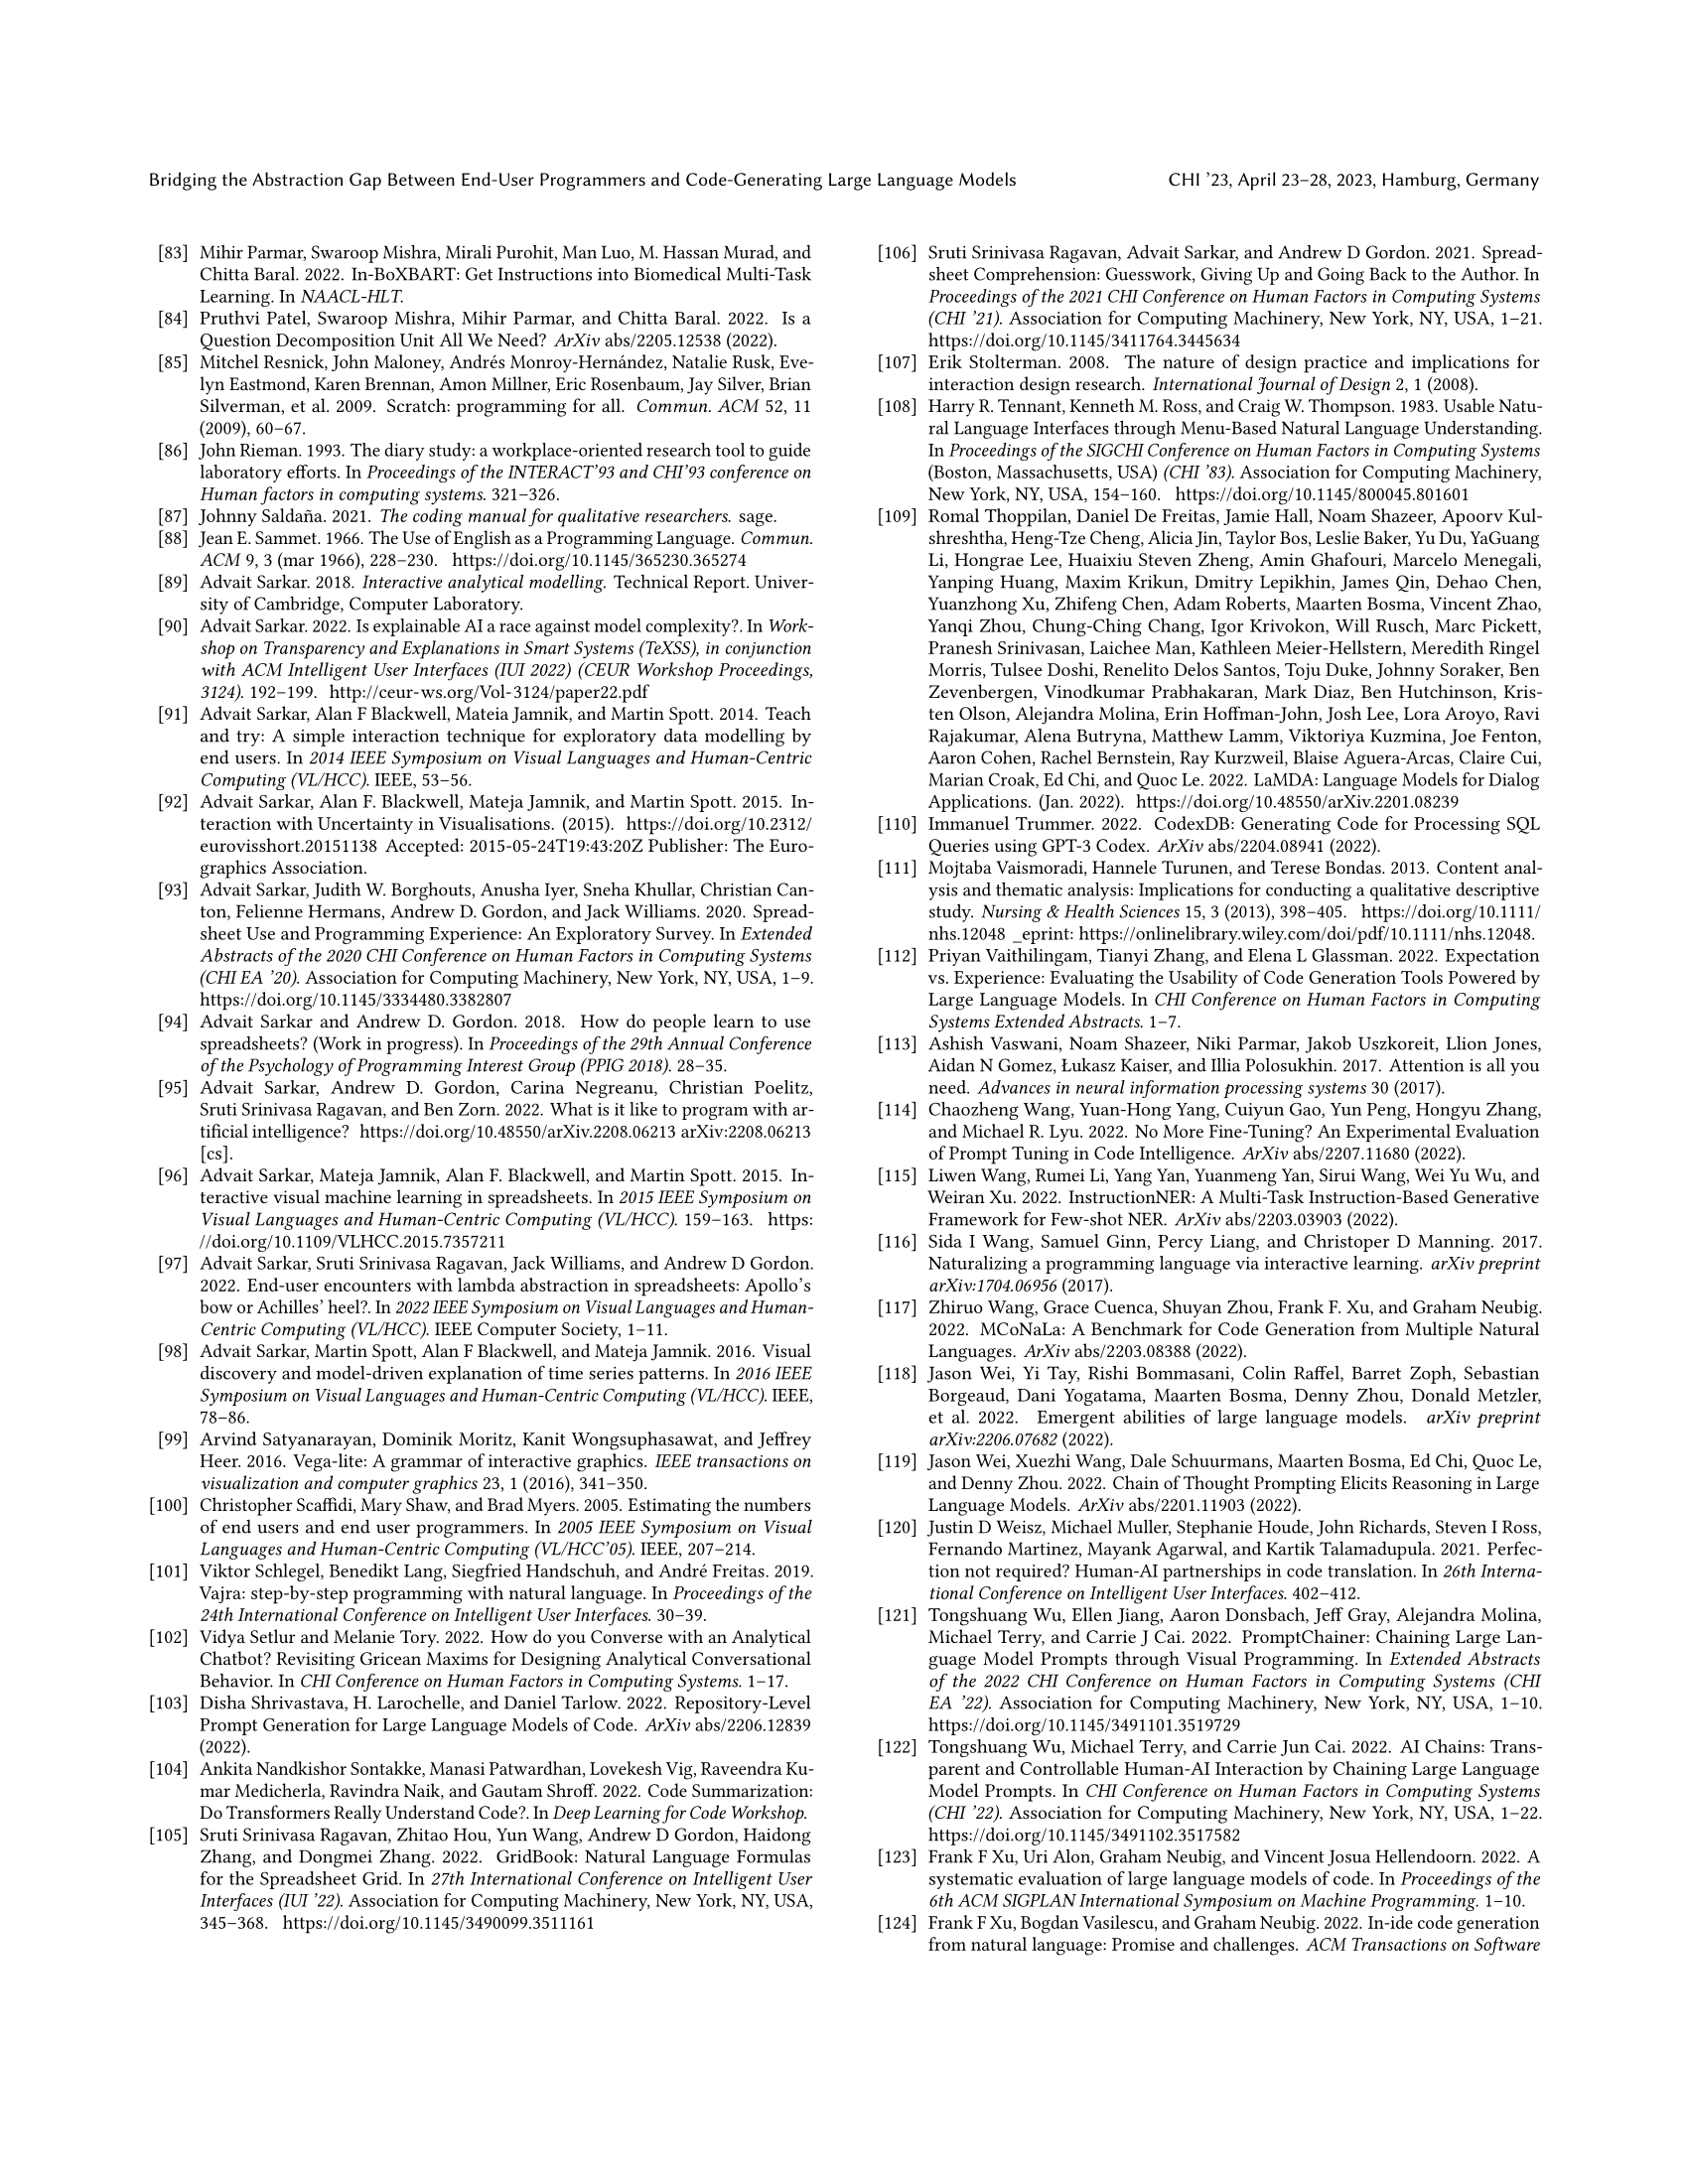 Bridging the Abstraction Gap Between End-User Programmers and Code-Generating Large Language Models
CHI ’23, April 23–28, 2023, Hamburg, Germany
[83] Mihir Parmar, Swaroop Mishra, Mirali Purohit, Man Luo, M. Hassan Murad, and
Chitta Baral. 2022. In-BoXBART: Get Instructions into Biomedical Multi-Task
Learning. In NAACL-HLT.
[84] Pruthvi Patel, Swaroop Mishra, Mihir Parmar, and Chitta Baral. 2022. Is a
Question Decomposition Unit All We Need? ArXiv abs/2205.12538 (2022).
[85] Mitchel Resnick, John Maloney, Andrés Monroy-Hernández, Natalie Rusk, Eve-
lyn Eastmond, Karen Brennan, Amon Millner, Eric Rosenbaum, Jay Silver, Brian
Silverman, et al. 2009. Scratch: programming for all. Commun. ACM 52, 11
(2009), 60–67.
[86] John Rieman. 1993. The diary study: a workplace-oriented research tool to guide
laboratory efforts. In Proceedings of the INTERACT’93 and CHI’93 conference on
Human factors in computing systems. 321–326.
[87] Johnny Saldaña. 2021. The coding manual for qualitative researchers. sage.
[88] Jean E. Sammet. 1966. The Use of English as a Programming Language. Commun.
ACM 9, 3 (mar 1966), 228–230. https://doi.org/10.1145/365230.365274
[89] Advait Sarkar. 2018. Interactive analytical modelling. Technical Report. Univer-
sity of Cambridge, Computer Laboratory.
[90] Advait Sarkar. 2022. Is explainable AI a race against model complexity?. In Work-
shop on Transparency and Explanations in Smart Systems (TeXSS), in conjunction
with ACM Intelligent User Interfaces (IUI 2022) (CEUR Workshop Proceedings,
3124). 192–199. http://ceur-ws.org/Vol-3124/paper22.pdf
[91] Advait Sarkar, Alan F Blackwell, Mateia Jamnik, and Martin Spott. 2014. Teach
and try: A simple interaction technique for exploratory data modelling by
end users. In 2014 IEEE Symposium on Visual Languages and Human-Centric
Computing (VL/HCC). IEEE, 53–56.
[92] Advait Sarkar, Alan F. Blackwell, Mateja Jamnik, and Martin Spott. 2015. In-
teraction with Uncertainty in Visualisations. (2015). https://doi.org/10.2312/
eurovisshort.20151138 Accepted: 2015-05-24T19:43:20Z Publisher: The Euro-
graphics Association.
[93] Advait Sarkar, Judith W. Borghouts, Anusha Iyer, Sneha Khullar, Christian Can-
ton, Felienne Hermans, Andrew D. Gordon, and Jack Williams. 2020. Spread-
sheet Use and Programming Experience: An Exploratory Survey. In Extended
Abstracts of the 2020 CHI Conference on Human Factors in Computing Systems
(CHI EA ’20). Association for Computing Machinery, New York, NY, USA, 1–9.
https://doi.org/10.1145/3334480.3382807
[94] Advait Sarkar and Andrew D. Gordon. 2018. How do people learn to use
spreadsheets? (Work in progress). In Proceedings of the 29th Annual Conference
of the Psychology of Programming Interest Group (PPIG 2018). 28–35.
[95] Advait Sarkar, Andrew D. Gordon, Carina Negreanu, Christian Poelitz,
Sruti Srinivasa Ragavan, and Ben Zorn. 2022. What is it like to program with ar-
tificial intelligence? https://doi.org/10.48550/arXiv.2208.06213 arXiv:2208.06213
[cs].
[96] Advait Sarkar, Mateja Jamnik, Alan F. Blackwell, and Martin Spott. 2015. In-
teractive visual machine learning in spreadsheets. In 2015 IEEE Symposium on
Visual Languages and Human-Centric Computing (VL/HCC). 159–163. https:
//doi.org/10.1109/VLHCC.2015.7357211
[97] Advait Sarkar, Sruti Srinivasa Ragavan, Jack Williams, and Andrew D Gordon.
2022. End-user encounters with lambda abstraction in spreadsheets: Apollo’s
bow or Achilles’ heel?. In 2022 IEEE Symposium on Visual Languages and Human-
Centric Computing (VL/HCC). IEEE Computer Society, 1–11.
[98] Advait Sarkar, Martin Spott, Alan F Blackwell, and Mateja Jamnik. 2016. Visual
discovery and model-driven explanation of time series patterns. In 2016 IEEE
Symposium on Visual Languages and Human-Centric Computing (VL/HCC). IEEE,
78–86.
[99] Arvind Satyanarayan, Dominik Moritz, Kanit Wongsuphasawat, and Jeffrey
Heer. 2016. Vega-lite: A grammar of interactive graphics. IEEE transactions on
visualization and computer graphics 23, 1 (2016), 341–350.
[100] Christopher Scaffidi, Mary Shaw, and Brad Myers. 2005. Estimating the numbers
of end users and end user programmers. In 2005 IEEE Symposium on Visual
Languages and Human-Centric Computing (VL/HCC’05). IEEE, 207–214.
[101] Viktor Schlegel, Benedikt Lang, Siegfried Handschuh, and André Freitas. 2019.
Vajra: step-by-step programming with natural language. In Proceedings of the
24th International Conference on Intelligent User Interfaces. 30–39.
[102] Vidya Setlur and Melanie Tory. 2022. How do you Converse with an Analytical
Chatbot? Revisiting Gricean Maxims for Designing Analytical Conversational
Behavior. In CHI Conference on Human Factors in Computing Systems. 1–17.
[103] Disha Shrivastava, H. Larochelle, and Daniel Tarlow. 2022. Repository-Level
Prompt Generation for Large Language Models of Code. ArXiv abs/2206.12839
(2022).
[104] Ankita Nandkishor Sontakke, Manasi Patwardhan, Lovekesh Vig, Raveendra Ku-
mar Medicherla, Ravindra Naik, and Gautam Shroff. 2022. Code Summarization:
Do Transformers Really Understand Code?. In Deep Learning for Code Workshop.
[105] Sruti Srinivasa Ragavan, Zhitao Hou, Yun Wang, Andrew D Gordon, Haidong
Zhang, and Dongmei Zhang. 2022. GridBook: Natural Language Formulas
for the Spreadsheet Grid. In 27th International Conference on Intelligent User
Interfaces (IUI ’22). Association for Computing Machinery, New York, NY, USA,
345–368. https://doi.org/10.1145/3490099.3511161
[106] Sruti Srinivasa Ragavan, Advait Sarkar, and Andrew D Gordon. 2021. Spread-
sheet Comprehension: Guesswork, Giving Up and Going Back to the Author. In
Proceedings of the 2021 CHI Conference on Human Factors in Computing Systems
(CHI ’21). Association for Computing Machinery, New York, NY, USA, 1–21.
https://doi.org/10.1145/3411764.3445634
[107] Erik Stolterman. 2008. The nature of design practice and implications for
interaction design research. International Journal of Design 2, 1 (2008).
[108] Harry R. Tennant, Kenneth M. Ross, and Craig W. Thompson. 1983. Usable Natu-
ral Language Interfaces through Menu-Based Natural Language Understanding.
In Proceedings of the SIGCHI Conference on Human Factors in Computing Systems
(Boston, Massachusetts, USA) (CHI ’83). Association for Computing Machinery,
New York, NY, USA, 154–160. https://doi.org/10.1145/800045.801601
[109] Romal Thoppilan, Daniel De Freitas, Jamie Hall, Noam Shazeer, Apoorv Kul-
shreshtha, Heng-Tze Cheng, Alicia Jin, Taylor Bos, Leslie Baker, Yu Du, YaGuang
Li, Hongrae Lee, Huaixiu Steven Zheng, Amin Ghafouri, Marcelo Menegali,
Yanping Huang, Maxim Krikun, Dmitry Lepikhin, James Qin, Dehao Chen,
Yuanzhong Xu, Zhifeng Chen, Adam Roberts, Maarten Bosma, Vincent Zhao,
Yanqi Zhou, Chung-Ching Chang, Igor Krivokon, Will Rusch, Marc Pickett,
Pranesh Srinivasan, Laichee Man, Kathleen Meier-Hellstern, Meredith Ringel
Morris, Tulsee Doshi, Renelito Delos Santos, Toju Duke, Johnny Soraker, Ben
Zevenbergen, Vinodkumar Prabhakaran, Mark Diaz, Ben Hutchinson, Kris-
ten Olson, Alejandra Molina, Erin Hoffman-John, Josh Lee, Lora Aroyo, Ravi
Rajakumar, Alena Butryna, Matthew Lamm, Viktoriya Kuzmina, Joe Fenton,
Aaron Cohen, Rachel Bernstein, Ray Kurzweil, Blaise Aguera-Arcas, Claire Cui,
Marian Croak, Ed Chi, and Quoc Le. 2022. LaMDA: Language Models for Dialog
Applications. (Jan. 2022). https://doi.org/10.48550/arXiv.2201.08239
[110] Immanuel Trummer. 2022. CodexDB: Generating Code for Processing SQL
Queries using GPT-3 Codex. ArXiv abs/2204.08941 (2022).
[111] Mojtaba Vaismoradi, Hannele Turunen, and Terese Bondas. 2013. Content anal-
ysis and thematic analysis: Implications for conducting a qualitative descriptive
study. Nursing & Health Sciences 15, 3 (2013), 398–405. https://doi.org/10.1111/
nhs.12048 _eprint: https://onlinelibrary.wiley.com/doi/pdf/10.1111/nhs.12048.
[112] Priyan Vaithilingam, Tianyi Zhang, and Elena L Glassman. 2022. Expectation
vs. Experience: Evaluating the Usability of Code Generation Tools Powered by
Large Language Models. In CHI Conference on Human Factors in Computing
Systems Extended Abstracts. 1–7.
[113] Ashish Vaswani, Noam Shazeer, Niki Parmar, Jakob Uszkoreit, Llion Jones,
Aidan N Gomez, Łukasz Kaiser, and Illia Polosukhin. 2017. Attention is all you
need. Advances in neural information processing systems 30 (2017).
[114] Chaozheng Wang, Yuan-Hong Yang, Cuiyun Gao, Yun Peng, Hongyu Zhang,
and Michael R. Lyu. 2022. No More Fine-Tuning? An Experimental Evaluation
of Prompt Tuning in Code Intelligence. ArXiv abs/2207.11680 (2022).
[115] Liwen Wang, Rumei Li, Yang Yan, Yuanmeng Yan, Sirui Wang, Wei Yu Wu, and
Weiran Xu. 2022. InstructionNER: A Multi-Task Instruction-Based Generative
Framework for Few-shot NER. ArXiv abs/2203.03903 (2022).
[116] Sida I Wang, Samuel Ginn, Percy Liang, and Christoper D Manning. 2017.
Naturalizing a programming language via interactive learning. arXiv preprint
arXiv:1704.06956 (2017).
[117] Zhiruo Wang, Grace Cuenca, Shuyan Zhou, Frank F. Xu, and Graham Neubig.
2022. MCoNaLa: A Benchmark for Code Generation from Multiple Natural
Languages. ArXiv abs/2203.08388 (2022).
[118] Jason Wei, Yi Tay, Rishi Bommasani, Colin Raffel, Barret Zoph, Sebastian
Borgeaud, Dani Yogatama, Maarten Bosma, Denny Zhou, Donald Metzler,
et al. 2022. Emergent abilities of large language models. arXiv preprint
arXiv:2206.07682 (2022).
[119] Jason Wei, Xuezhi Wang, Dale Schuurmans, Maarten Bosma, Ed Chi, Quoc Le,
and Denny Zhou. 2022. Chain of Thought Prompting Elicits Reasoning in Large
Language Models. ArXiv abs/2201.11903 (2022).
[120] Justin D Weisz, Michael Muller, Stephanie Houde, John Richards, Steven I Ross,
Fernando Martinez, Mayank Agarwal, and Kartik Talamadupula. 2021. Perfec-
tion not required? Human-AI partnerships in code translation. In 26th Interna-
tional Conference on Intelligent User Interfaces. 402–412.
[121] Tongshuang Wu, Ellen Jiang, Aaron Donsbach, Jeff Gray, Alejandra Molina,
Michael Terry, and Carrie J Cai. 2022. PromptChainer: Chaining Large Lan-
guage Model Prompts through Visual Programming. In Extended Abstracts
of the 2022 CHI Conference on Human Factors in Computing Systems (CHI
EA ’22). Association for Computing Machinery, New York, NY, USA, 1–10.
https://doi.org/10.1145/3491101.3519729
[122] Tongshuang Wu, Michael Terry, and Carrie Jun Cai. 2022. AI Chains: Trans-
parent and Controllable Human-AI Interaction by Chaining Large Language
Model Prompts. In CHI Conference on Human Factors in Computing Systems
(CHI ’22). Association for Computing Machinery, New York, NY, USA, 1–22.
https://doi.org/10.1145/3491102.3517582
[123] Frank F Xu, Uri Alon, Graham Neubig, and Vincent Josua Hellendoorn. 2022. A
systematic evaluation of large language models of code. In Proceedings of the
6th ACM SIGPLAN International Symposium on Machine Programming. 1–10.
[124] Frank F Xu, Bogdan Vasilescu, and Graham Neubig. 2022. In-ide code generation
from natural language: Promise and challenges. ACM Transactions on Software